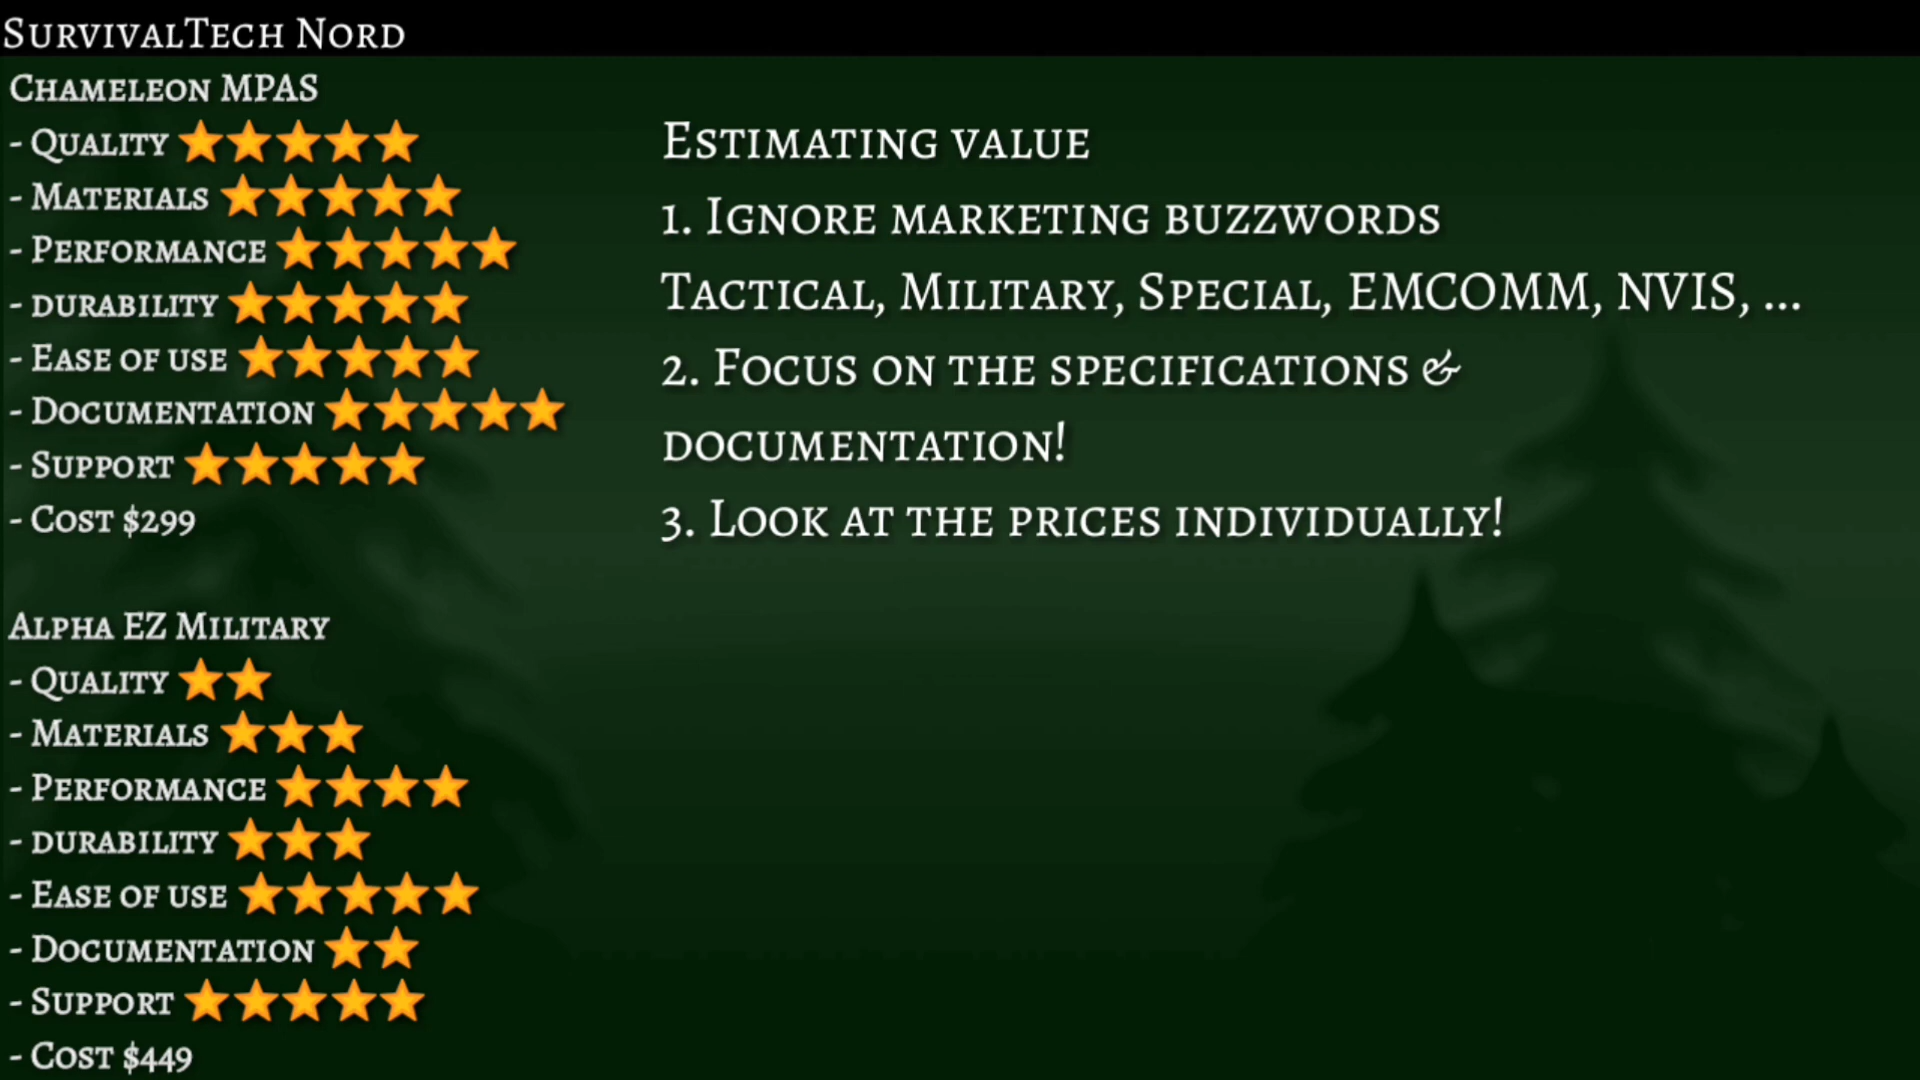 SurvivalTech Nord
Chameleon MPAS
- Quality ⭐⭐⭐⭐⭐
- Materials ⭐⭐⭐⭐⭐
- Performance ⭐⭐⭐⭐⭐
- durability ⭐⭐⭐⭐⭐
- Ease of use ⭐⭐⭐⭐⭐
- Documentation ⭐⭐⭐⭐⭐
- Support ⭐⭐⭐⭐⭐
- Cost $299
Alpha EZ Military
- Quality ⭐⭐
- Materials ⭐⭐⭐
- Performance ⭐⭐⭐⭐
- durability ⭐⭐⭐
- Ease of use ⭐⭐⭐⭐⭐
- Documentation ⭐⭐
- Support ⭐⭐⭐⭐⭐
- Cost $449
Estimating value
1. Ignore marketing buzzwords
Tactical, Military, Special, EMCOMM, NVIS, ...
2. Focus on the specifications &
documentation!
3. Look at the prices individually!